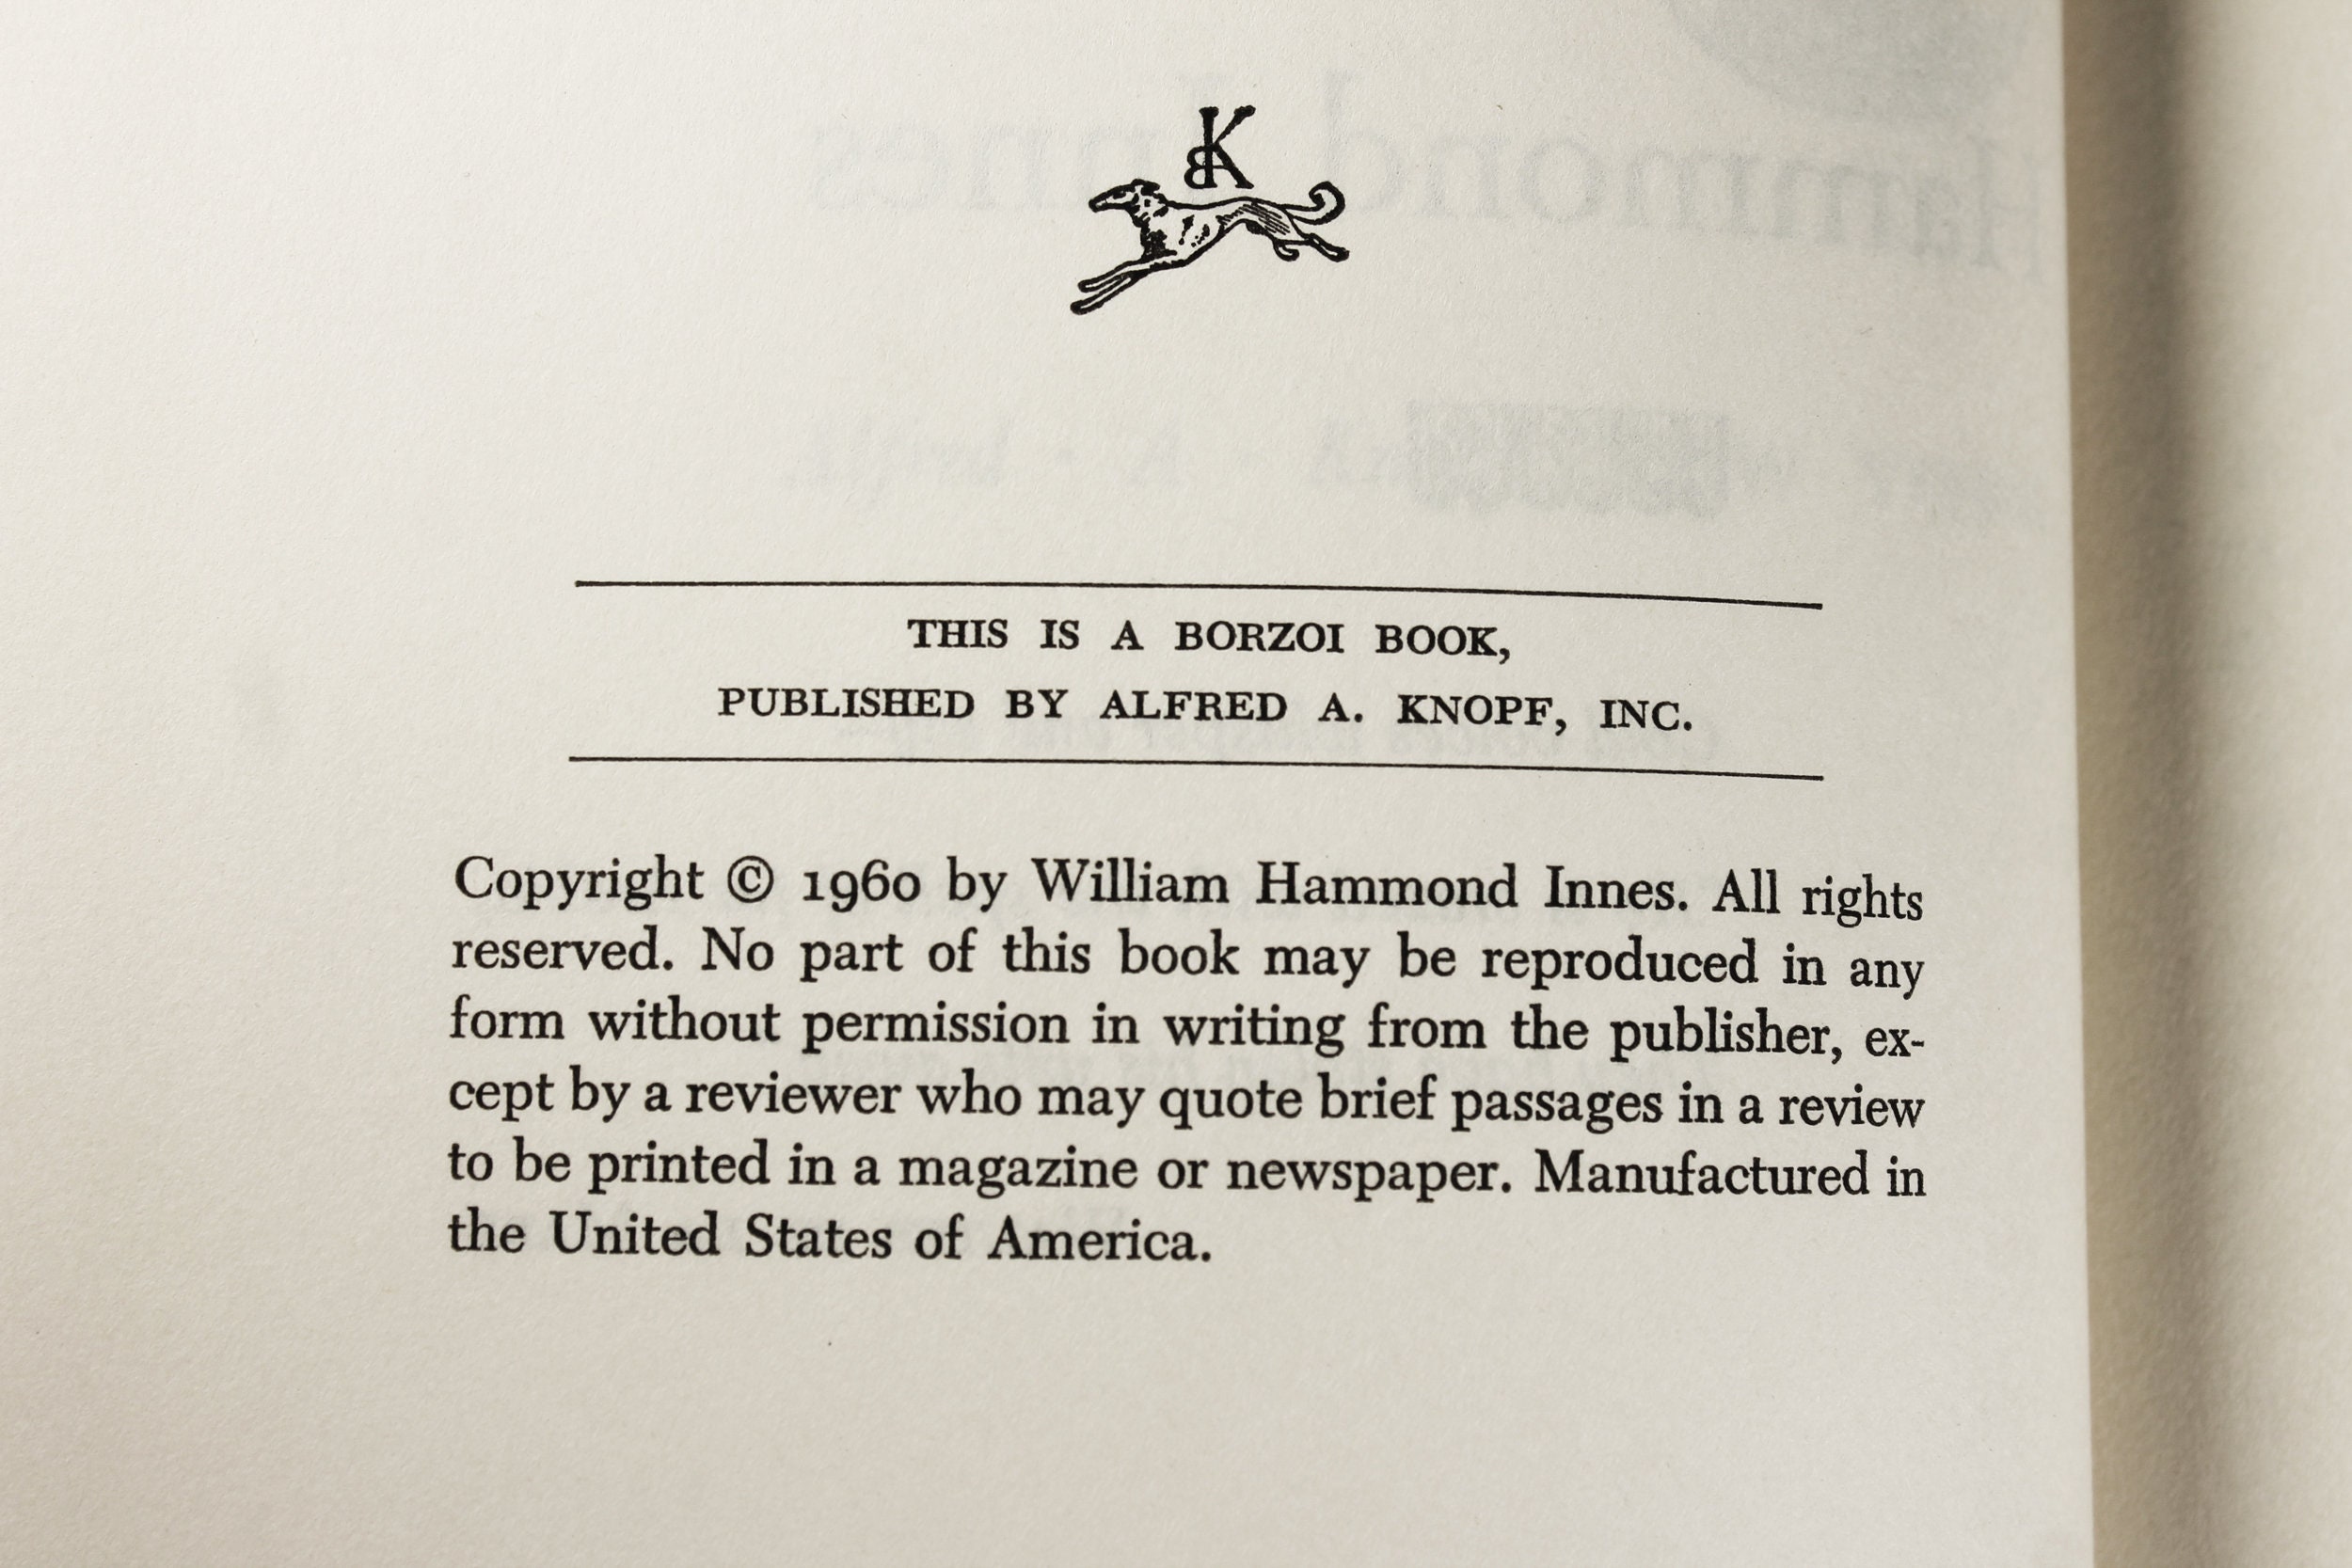 BK
THIS IS A BORZOI BOOK,
PUBLISHED BY ALFRED A. KNOPF, INC.
Copyright © 1960 by William Hammond Innes. All rights
reserved. No part of this book may be reproduced in any
form without permission in writing from the publisher, ex-
cept by a reviewer who may quote brief passages in a review
to be printed in a magazine or newspaper. Manufactured in
the United States of America.